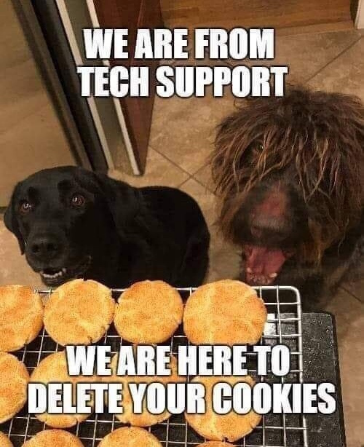 WE ARE FROM
TECH SUPPORT
WE ARE HERE TO
DELETE YOUR COOKIES